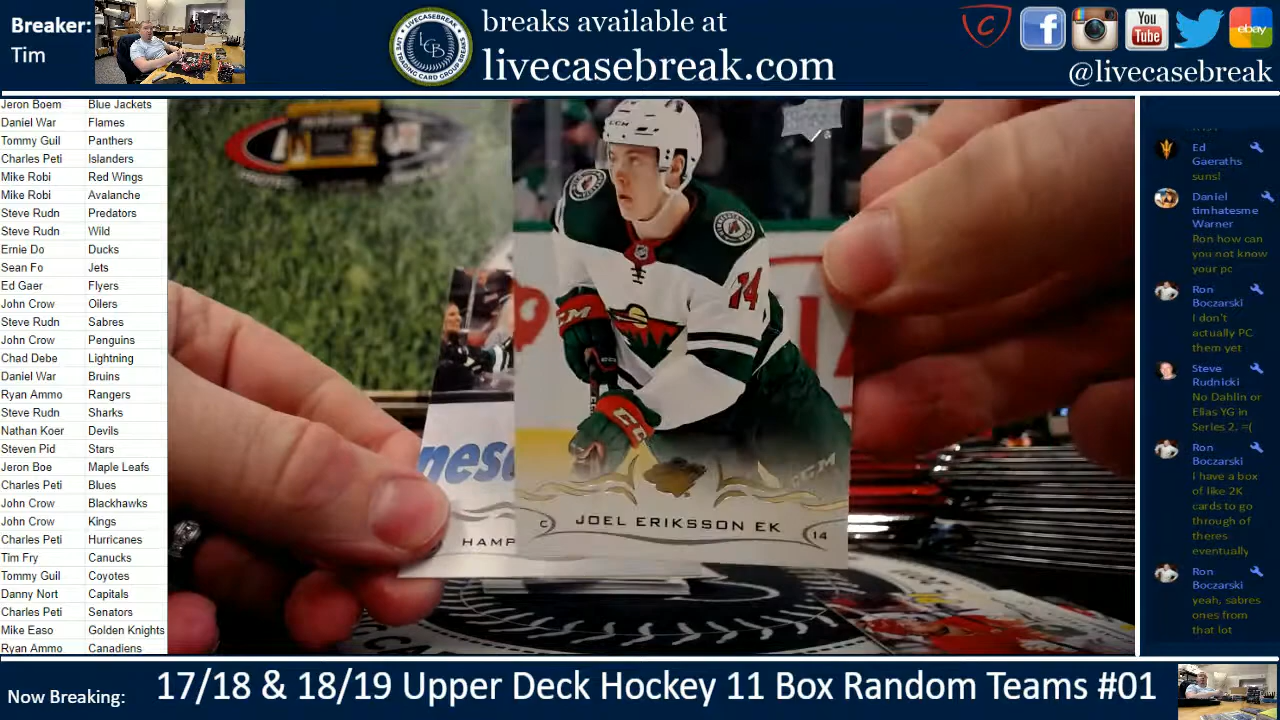 Breaker:
Tim
breaks available at
livecasebreak.com
You
Tube
ebay
@livecasebreak
Jeron Boem Blue Jackets
Daniel War Flames
Tommy Guil Panthers
Charles Peti Islanders
Mike Robi Red Wings
Mike Robi Avalanche
Steve Rudn Predators
Steve Rudn Wild
Ernie Do Ducks
Sean Fo Jets
Ed Gaer Flyers
John Crow Oilers
Steve Rudn Sabres
John Crow Penguins
Chad Debe Lightning
Daniel War Bruins
Ryan Ammo Rangers
Steve Rudn Sharks
Nathan Koer Devils
Steven Pid Stars
Jeron Boe Maple Leafs
Charles Peti Blues
John Crow Blackhawks
John Crow Kings
Charles Peti Hurricanes
Tim Fry Canucks
Tommy Guil Coyotes
Danny Nort Capitals
Charles Peti Senators
Mike Easo Golden Knights
Ryan Ammo Canadiens
CCM
14
CCM
nes
HAMP
C JOEL ERIKSSON EK 14
Ed
Gaeraths
suns!
Daniel
timhatesme
Warner
Ron how can
you not know
your pc
Ron
Boczarski
I don't
actually PC
them yet
Steve
Rudnicki
No Dahlin or
Elias YG in
Series 2. =(
Ron
Boczarski
I have a box
of like 2K
cards to go
through of
theres
eventually
Ron
Boczarski
yeah, sabres
ones from
that lot
Now Breaking:
17/18 & 18/19 Upper Deck Hockey 11 Box Random Teams #01